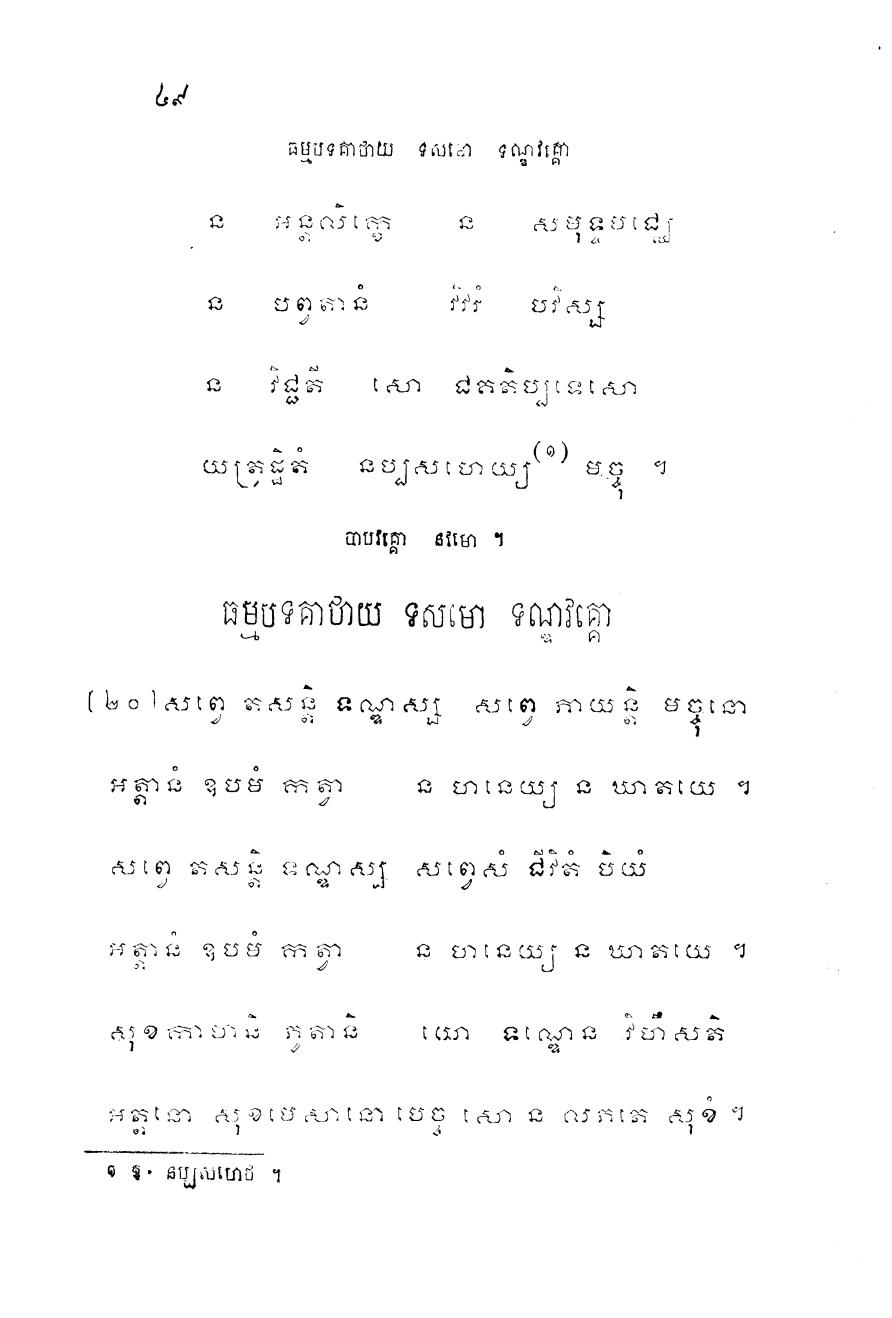 ៤៩
ធម្មបទគាថាយ ទសមោ ទណ្ឌវគ្គោ
ន អន្តលិក្ខេ ន សមុទ្ទមជ្ឈេ
ន បព្វតានំ វិវរំ បវិស្ស
ន វិជ្ជតី សោ ជគតិប្បទេសោ
យត្រដ្ឋិតំ នប្បសហេយ្យ(១) មច្ចុ ។
បាបវគ្គោ នវមោ ។
ធម្មបទគាថាយ ទសមោ ទណ្ឌវគ្គោ
[២០]សព្វេ តសន្តិ ទណ្ឌស្ស សព្វេ ភាយន្តិ មច្ចុនោ
អត្តានំ ឧបមំ កត្វា ន ហនេយ្យ ន ឃាតយេ ។
សព្វេ តសន្តិ ទណ្ឌស្ស សព្វេសំ ជីវិតំ បិយំ
អត្តានំ ឧបមំ កត្វា ន ហនេយ្យ ន ឃាតយេ ។
សុខកាមានិ ភូតានិ យោ ទណ្ឌេន វិហឹសតិ
អត្តនោ សុខមេសានោ បេច្ច សោ ន លភតេ សុខំ ។
១ ឱ. នប្បសហេថ ។